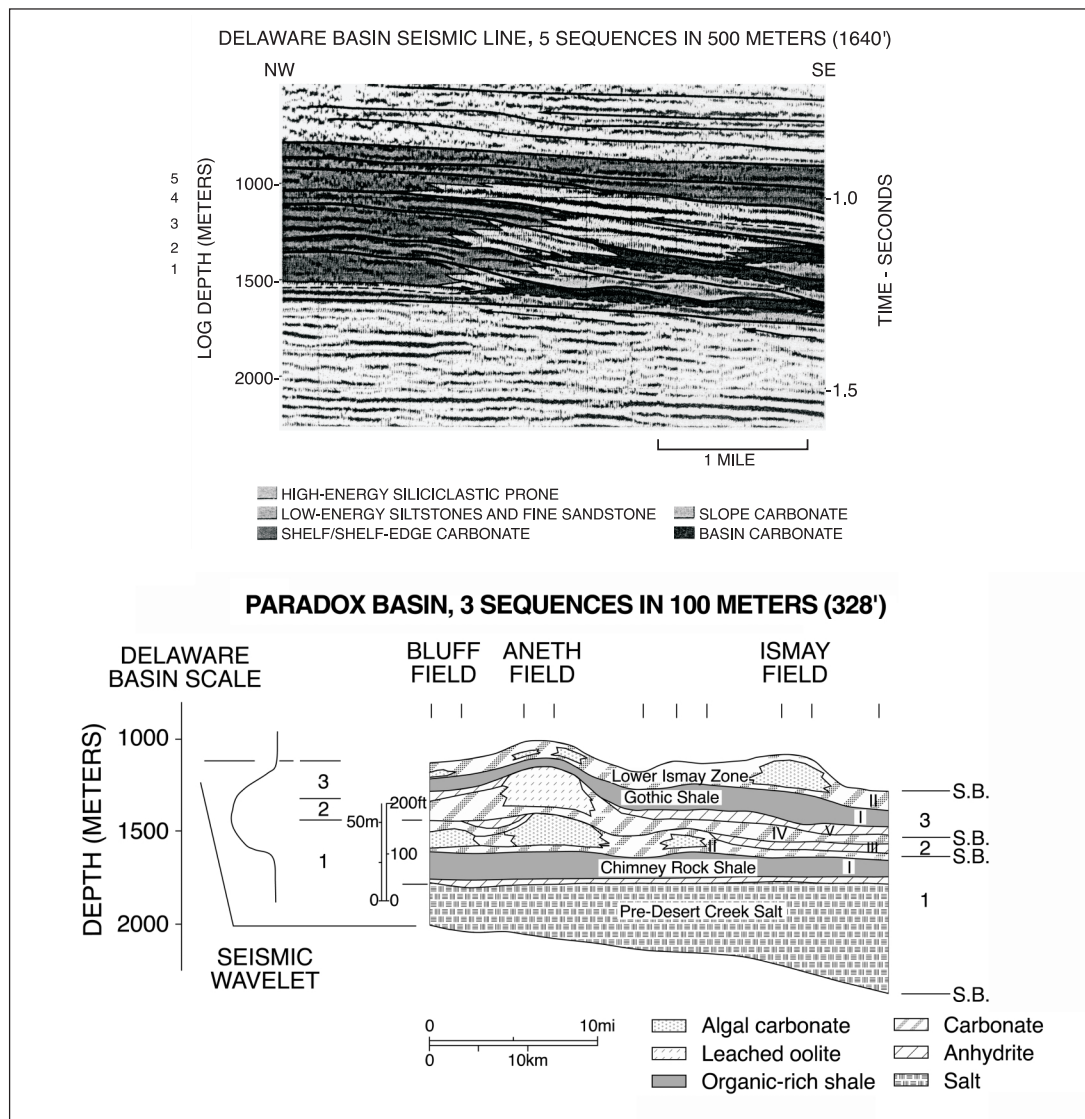 DELAWARE BASIN SEISMIC LINE, 5 SEQUENCES IN 500 METERS (1640')
NW SE
LOG DEPTH (METERS)
5
4
3
2
1
1000
1500
2000
1.0
1.5
TIME - SECONDS
1 MILE
HIGH-ENERGY SILICICLASTIC PRONE
LOW-ENERGY SILTSTONES AND FINE SANDSTONE
SHELF/SHELF-EDGE CARBONATE
SLOPE CARBONATE
BASIN CARBONATE
PARADOX BASIN, 3 SEQUENCES IN 100 METERS (328')
DELAWARE
BASIN SCALE
BLUFF
FIELD
ANETH
FIELD
ISMAY
FIELD
DEPTH (METERS)
1000
1500
2000
3
2
1
200ft
50m
100
0 0
SEISMIC
WAVELET
Lower Ismay Zone
Gothic Shale
Chimney Rock Shale
Pre-Desert Creek Salt
II
I
IV V
II III
I
S.B.
3
S.B.
2
S.B.
1
S.B.
0 10mi
0 10km
Algal carbonate
Leached oolite
Organic-rich shale
Carbonate
Anhydrite
Salt